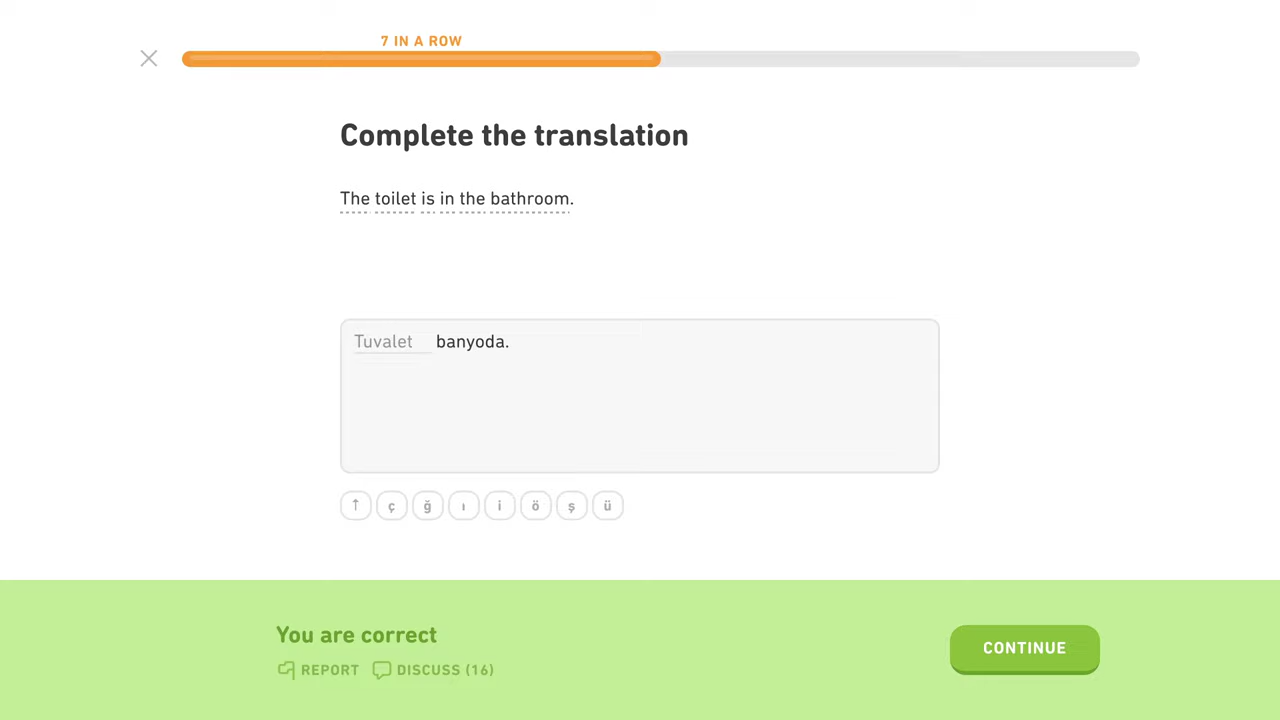 7 IN A ROW
Complete the translation
The toilet is in the bathroom.
Tuvalet banyoda.
↑ ç ğ ı i ö ş ü
You are correct
REPORT DISCUSS (16)
CONTINUE